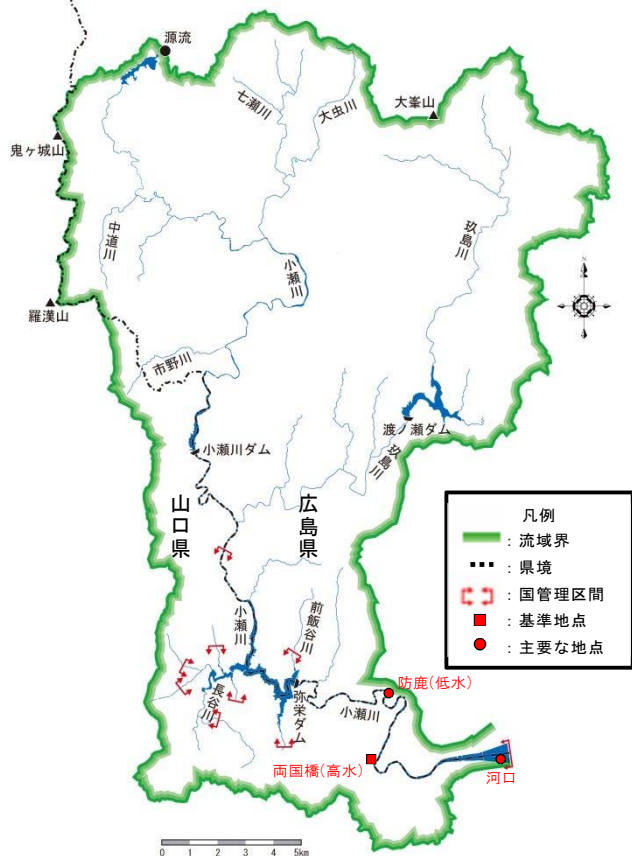 源流
七瀬川
大虫川
大峯山
鬼ヶ城山
中道川
小瀬川
玖島川
N
羅漢山
市野川
渡ノ瀬ダム
小瀬川ダム
玖島川
山口県
広島県
凡例
：流域界
：県境
：国管理区間
：基準地点
：主要な地点
小瀬川
前飯谷川
長谷川
弥栄ダム
小瀬川
防鹿(低水)
両国橋(高水)
河口
0 1 2 3 4 5km